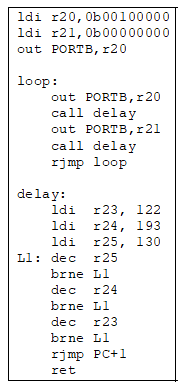 ldi r20,0b00100000
ldi r21,0b00000000
out PORTB,r20
loop:
out PORTB,r20
call delay
out PORTB,r21
call delay
rjmp loop
delay:
ldi r23, 122
ldi r24, 193
ldi r25, 130
L1: dec r25
brne L1
dec r24
brne L1
dec r23
brne L1
rjmp PC+1
ret